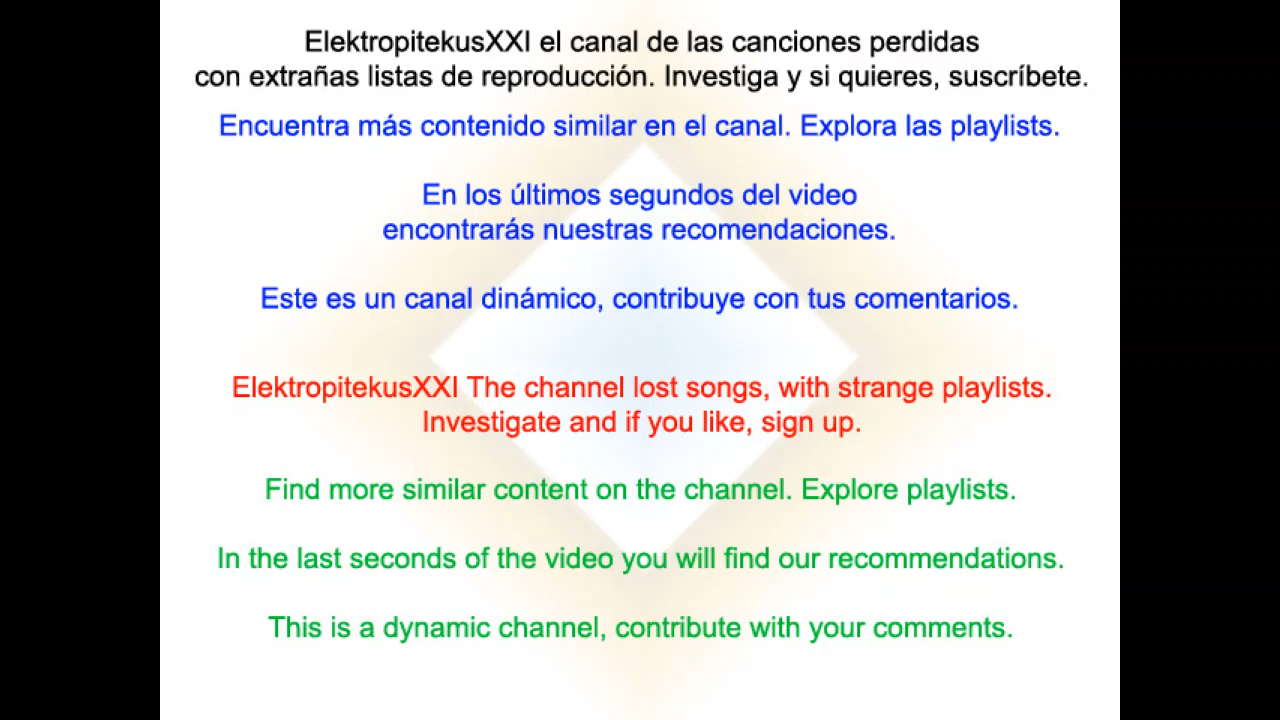 ElektropitekusXXI el canal de las canciones perdidas
con extrañas listas de reproducción. Investiga y si quieres, suscríbete.
Encuentra más contenido similar en el canal. Explora las playlists.
En los últimos segundos del video
encontrarás nuestras recomendaciones.
Este es un canal dinámico, contribuye con tus comentarios.
ElektropitekusXXI The channel lost songs, with strange playlists.
Investigate and if you like, sign up.
Find more similar content on the channel. Explore playlists.
In the last seconds of the video you will find our recommendations.
This is a dynamic channel, contribute with your comments.